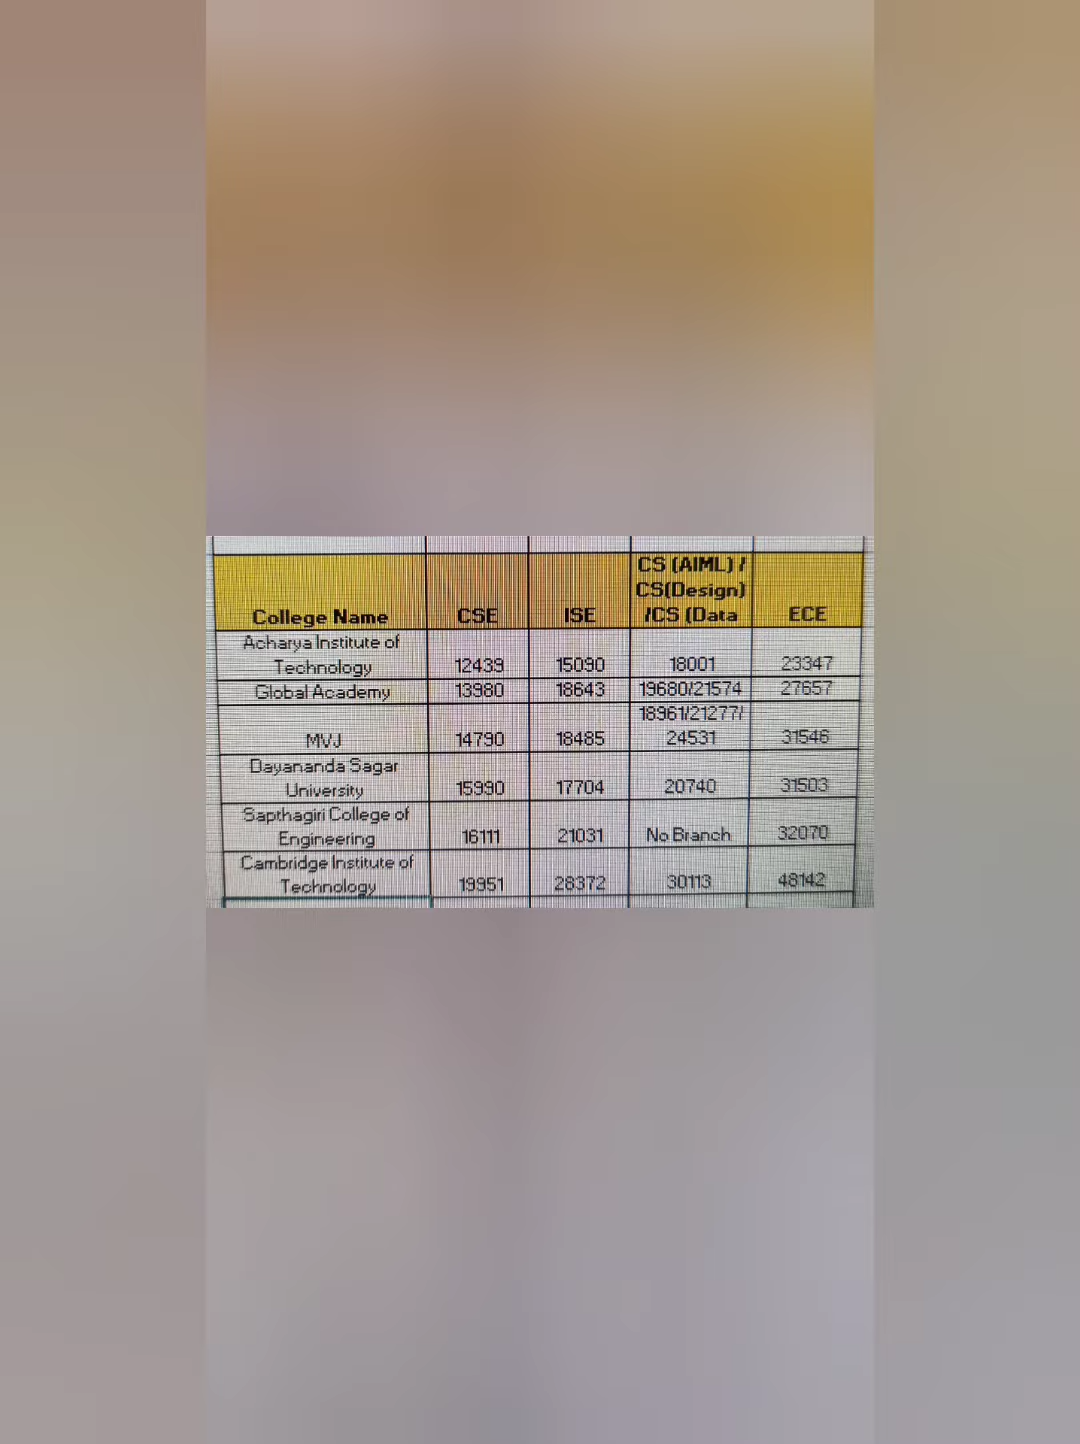 College Name CSE ISE CS (AIML) / CS(Design) /CS (Data ECE
Acharya Institute of Technology 12439 15090 18001 23347
Global Academy 13980 18643 19680/21574 27657
MVJ 14790 18485 18961/21277/ 24531 31546
Dayananda Sagar University 15990 17704 20740 31503
Sapthagiri College of Engineering 16111 21031 No Branch 32070
Cambridge Institute of Technology 19951 28372 30113 48142